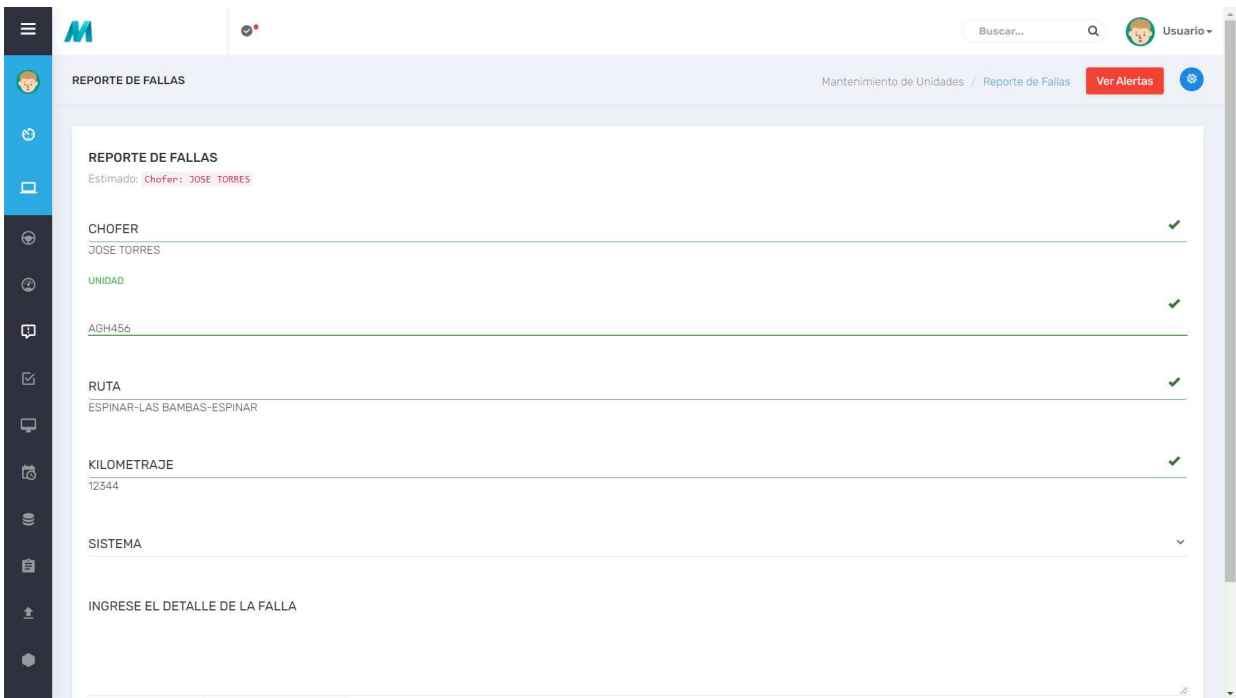 M
Buscar...
Usuario
REPORTE DE FALLAS
Mantenimiento de Unidades / Reporte de Fallas
Ver Alertas
REPORTE DE FALLAS
Estimado: Chofer: JOSE TORRES
CHOFER
JOSE TORRES
UNIDAD
AGH456
RUTA
ESPINAR-LAS BAMBAS-ESPINAR
KILOMETRAJE
12344
SISTEMA
INGRESE EL DETALLE DE LA FALLA